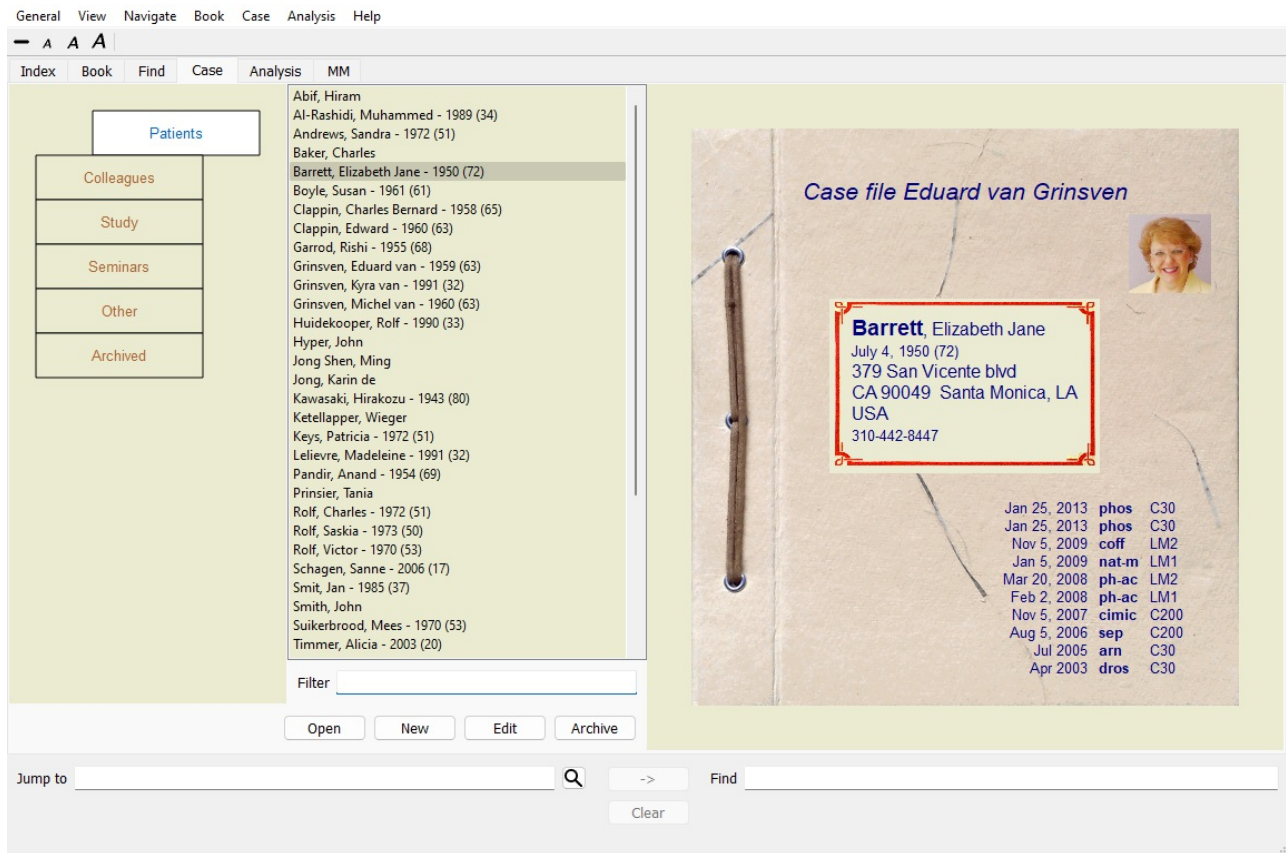 General View Navigate Book Case Analysis Help
A A A
Index Book Find Case Analysis MM
Patients
Colleagues
Study
Seminars
Other
Archived
Abif, Hiram
Al-Rashidi, Muhammed - 1989 (34)
Andrews, Sandra - 1972 (51)
Baker, Charles
Barrett, Elizabeth Jane - 1950 (72)
Boyle, Susan - 1961 (61)
Clappin, Charles Bernard - 1958 (65)
Clappin, Edward - 1960 (63)
Garrod, Rishi - 1955 (68)
Grinsven, Eduard van - 1959 (63)
Grinsven, Kyra van - 1991 (32)
Grinsven, Michel van - 1960 (63)
Huidekooper, Rolf - 1990 (33)
Hyper, John
Jong Shen, Ming
Jong, Karin de
Kawasaki, Hirakozu - 1943 (80)
Ketellapper, Wieger
Keys, Patricia - 1972 (51)
Lelievre, Madeleine - 1991 (32)
Pandir, Anand - 1954 (69)
Prinsier, Tania
Rolf, Charles - 1972 (51)
Rolf, Saskia - 1973 (50)
Rolf, Victor - 1970 (53)
Schagen, Sanne - 2006 (17)
Smit, Jan - 1985 (37)
Smith, John
Suikerbrood, Mees - 1970 (53)
Timmer, Alicia - 2003 (20)
Filter
Open New Edit Archive
Case file Eduard van Grinsven
Barrett, Elizabeth Jane
July 4, 1950 (72)
379 San Vicente blvd
CA 90049 Santa Monica, LA
USA
310-442-8447
Jan 25, 2013 phos C30
Jan 25, 2013 phos C30
Nov 5, 2009 coff LM2
Jan 5, 2009 nat-m LM1
Mar 20, 2008 ph-ac LM2
Feb 2, 2008 ph-ac LM1
Nov 5, 2007 cimic C200
Aug 5, 2006 sep C200
Jul 2005 arn C30
Apr 2003 dros C30
Jump to -> Find
Clear